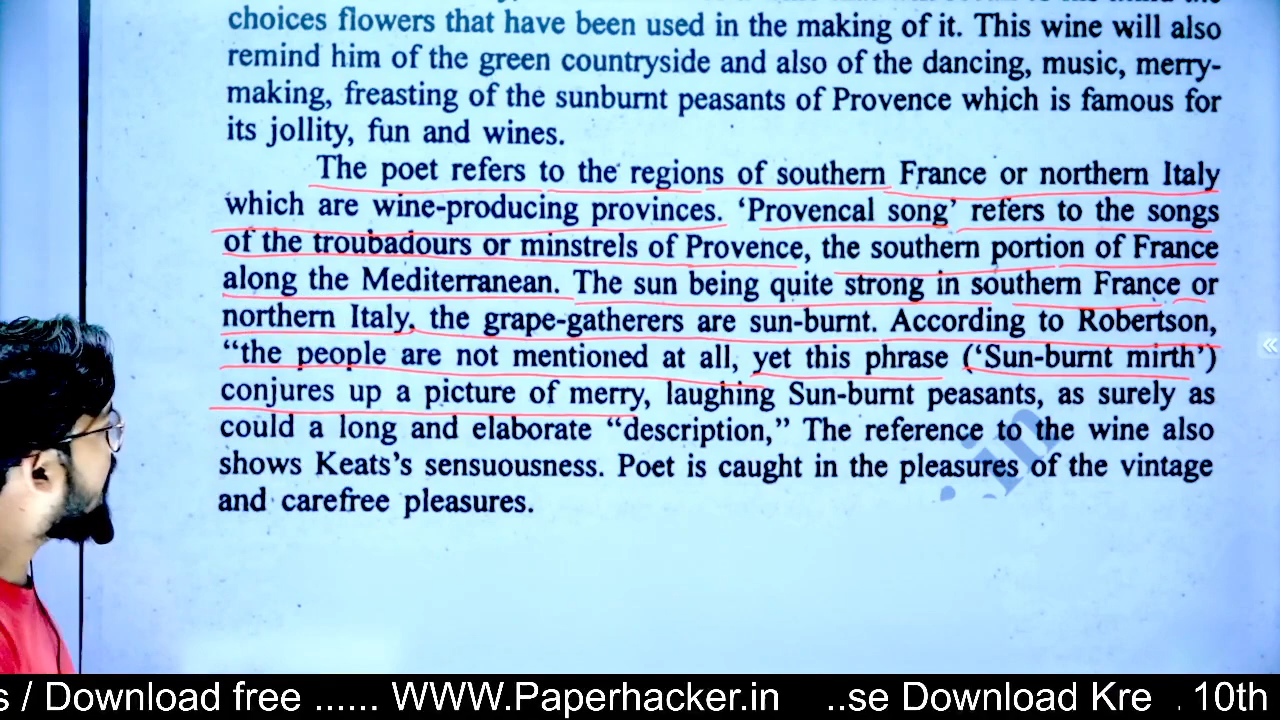 choices flowers that have been used in the making of it. This wine will also
remind him of the green countryside and also of the dancing, music, merry-
making, freasting of the sunburnt peasants of Provence which is famous for
its jollity, fun and wines.
The poet refers to the regions of southern France or northern Italy
which are wine-producing provinces. ‘Provencal song’ refers to the songs
of the troubadours or minstrels of Provence, the southern portion of France
along the Mediterranean. The sun being quite strong in southern France or
northern Italy, the grape-gatherers are sun-burnt. According to Robertson,
“the people are not mentioned at all, yet this phrase (‘Sun-burnt mirth’)
conjures up a picture of merry, laughing Sun-burnt peasants, as surely as
could a long and elaborate “description,” The reference to the wine also
shows Keats’s sensuousness. Poet is caught in the pleasures of the vintage
and carefree pleasures.
.in
s / Download free ...... WWW.Paperhacker.in ..se Download Kre . 10th